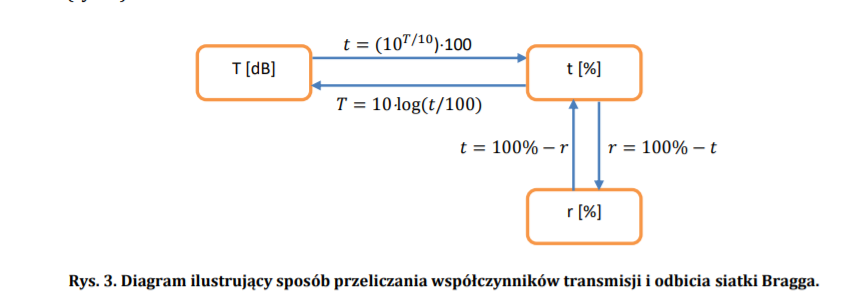 t = (10^{T/10})·100
T [dB]
t [%]
T = 10·log(t/100)
t = 100% − r
r = 100% − t
r [%]
Rys. 3. Diagram ilustrujący sposób przeliczania współczynników transmisji i odbicia siatki Bragga.